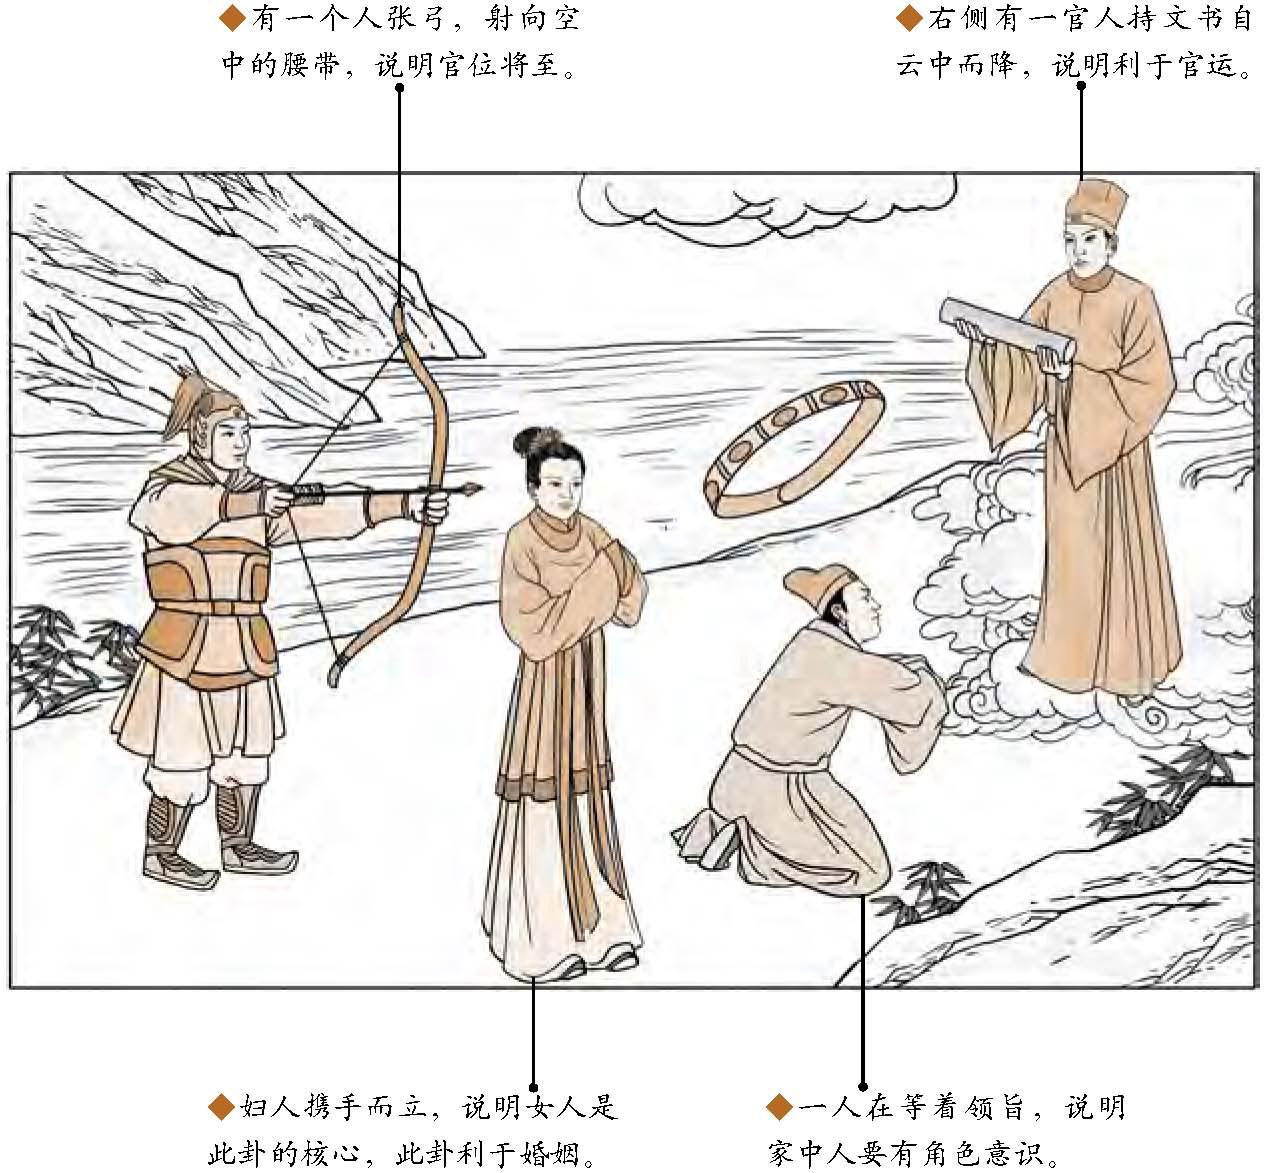 ◆有一个人张弓，射向空
中的腰带，说明官位将至。
◆右侧有一官人持文书自
云中而降，说明利于官运。
◆妇人携手而立，说明女人是
此卦的核心，此卦利于婚姻。
◆一人在等着领旨，说明
家中人要有角色意识。